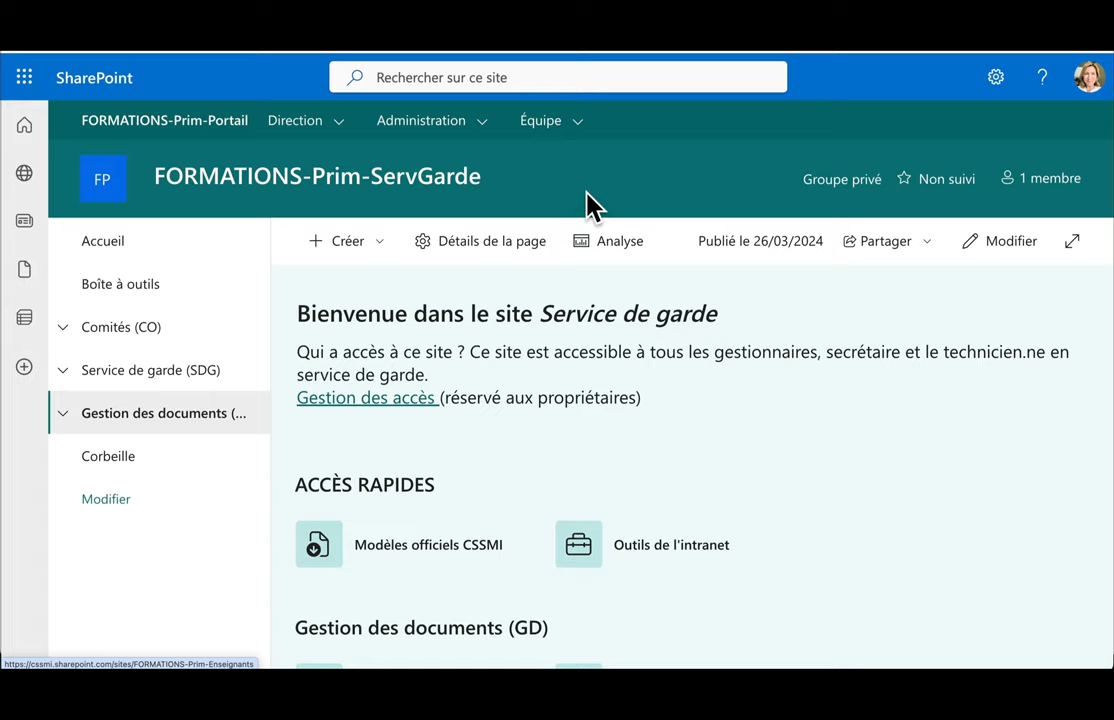 SharePoint
Rechercher sur ce site
FORMATIONS-Prim-Portail
Direction
Administration
Équipe
FP
FORMATIONS-Prim-ServGarde
Groupe privé
Non suivi
1 membre
Accueil
Boîte à outils
Comités (CO)
Service de garde (SDG)
Gestion des documents (...
Corbeille
Modifier
Créer
Détails de la page
Analyse
Publié le 26/03/2024
Partager
Modifier
Bienvenue dans le site Service de garde
Qui a accès à ce site ? Ce site est accessible à tous les gestionnaires, secrétaire et le technicien.ne en
service de garde.
Gestion des accès (réservé aux propriétaires)
ACCÈS RAPIDES
Modèles officiels CSSMI
Outils de l'intranet
Gestion des documents (GD)
https://cssmi.sharepoint.com/sites/FORMATIONS-Prim-Enseignants